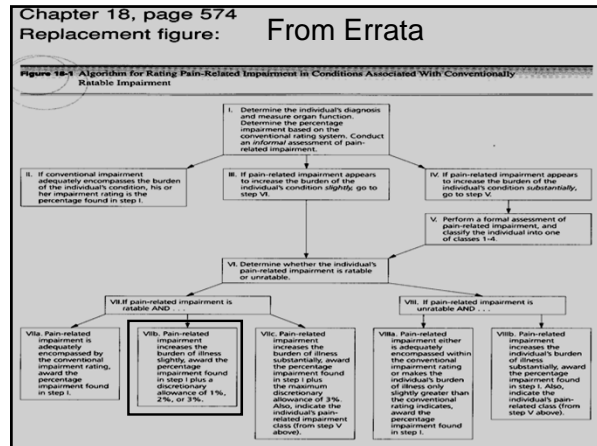 Chapter 18, page 574
Replacement figure:
From Errata
Figure 18-1 Algorithm for Rating Pain-Related Impairment in Conditions Associated With Conventionally
Ratable Impairment
I. Determine the individual's diagnosis
and measure organ function.
Determine the percentage
impairment based on the
conventional rating system. Conduct
an informal assessment of pain-
related impairment.
II. If conventional impairment
adequately encompasses the burden
of the individual's condition, his or
her impairment rating is the
percentage found in step I.
III. If pain-related impairment appears
to increase the burden of the
individual's condition slightly, go to
step VI.
IV. If pain-related impairment appears
to increase the burden of the
individual's condition substantially,
go to step V.
V. Perform a formal assessment of
pain-related impairment, and
classify the individual into one
of classes 1-4.
VI. Determine whether the individual's
pain-related impairment is ratable
or unratable.
VII.If pain-related impairment is
ratable AND . . .
VIII. If pain-related impairment is
unratable AND . . .
VIIa. Pain-related
impairment is
adequately
encompassed by
the conventional
impairment rating,
award the
percentage
impairment found
in step I.
VIIb. Pain-related
impairment
increases the
burden of illness
slightly, award the
percentage
impairment found
in step I plus a
discretionary
allowance of 1%,
2%, or 3%.
VIIc. Pain-related
impairment
increases the
burden of illness
substantially, award
the percentage
impairment found
in step I plus
the maximum
discretionary
allowance of 3%.
Also, indicate the
individual's pain-
related impairment
class (from step V
above).
VIIIa. Pain-related
impairment either
is adequately
encompassed within
the conventional
impairment rating
or makes the
individual's burden
of illness only
slightly greater than
the conventional
rating indicates,
award the
percentage
impairment found
in step I.
VIIIb. Pain-related
impairment
increases the
individual's burden
of illness
substantially, award
the percentage
impairment found
in step I. Also,
indicate the
individual's pain-
related class (from
step V above).